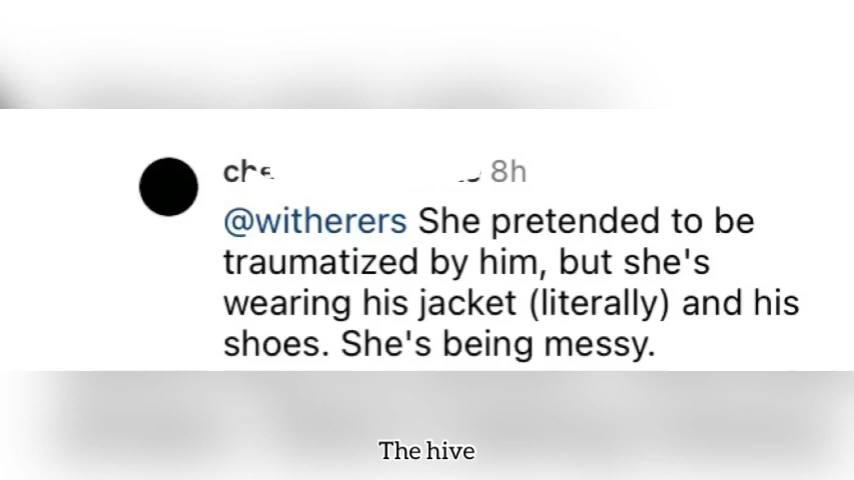 8h
@witherers She pretended to be
traumatized by him, but she's
wearing his jacket (literally) and his
shoes. She's being messy.
The hive